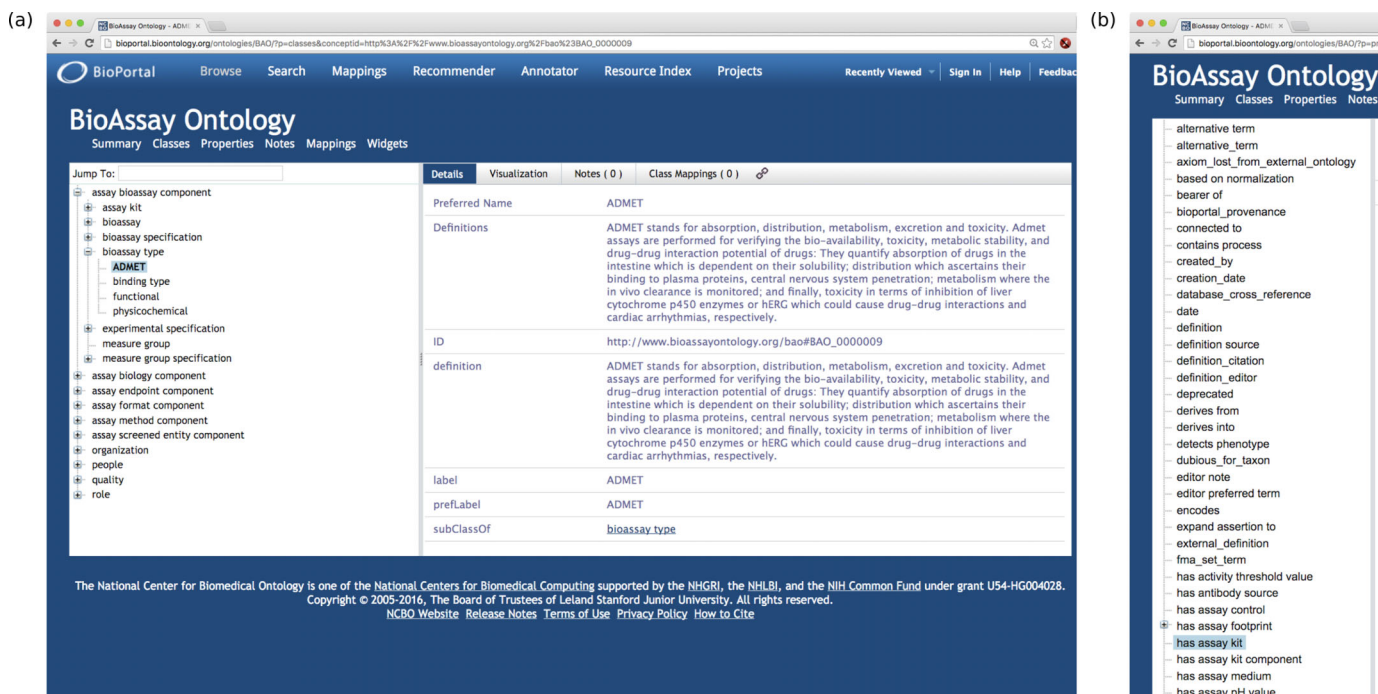 (a)
BioAssay Ontology - ADME ×
bioportal.bioontology.org/ontologies/BAO/?p=classes&conceptid=http%3A%2F%2Fwww.bioassayontology.org%2Fbao%23BAO_0000009
BioPortal Browse Search Mappings Recommender Annotator Resource Index Projects Recently Viewed Sign In Help Feedbac
BioAssay Ontology
Summary Classes Properties Notes Mappings Widgets
Jump To:
assay bioassay component
assay kit
bioassay
bioassay specification
bioassay type
ADMET
binding type
functional
physicochemical
experimental specification
measure group
measure group specification
assay biology component
assay endpoint component
assay format component
assay method component
assay screened entity component
organization
people
quality
role
Details Visualization Notes ( 0 ) Class Mappings ( 0 )
Preferred Name ADMET
Definitions ADMET stands for absorption, distribution, metabolism, excretion and toxicity. Admet
assays are performed for verifying the bio-availability, toxicity, metabolic stability, and
drug-drug interaction potential of drugs: They quantify absorption of drugs in the
intestine which is dependent on their solubility; distribution which ascertains their
binding to plasma proteins, central nervous system penetration; metabolism where the
in vivo clearance is monitored; and finally, toxicity in terms of inhibition of liver
cytochrome p450 enzymes or hERG which could cause drug-drug interactions and
cardiac arrhythmias, respectively.
ID http://www.bioassayontology.org/bao#BAO_0000009
definition ADMET stands for absorption, distribution, metabolism, excretion and toxicity. Admet
assays are performed for verifying the bio-availability, toxicity, metabolic stability, and
drug-drug interaction potential of drugs: They quantify absorption of drugs in the
intestine which is dependent on their solubility; distribution which ascertains their
binding to plasma proteins, central nervous system penetration; metabolism where the
in vivo clearance is monitored; and finally, toxicity in terms of inhibition of liver
cytochrome p450 enzymes or hERG which could cause drug-drug interactions and
cardiac arrhythmias, respectively.
label ADMET
prefLabel ADMET
subClassOf bioassay type
The National Center for Biomedical Ontology is one of the National Centers for Biomedical Computing supported by the NHGRI, the NHLBI, and the NIH Common Fund under grant U54-HG004028.
Copyright © 2005-2016, The Board of Trustees of Leland Stanford Junior University. All rights reserved.
NCBO Website Release Notes Terms of Use Privacy Policy How to Cite
(b)
BioAssay Ontology - ADME ×
bioportal.bioontology.org/ontologies/BAO/?p=pr
BioAssay Ontology
Summary Classes Properties Notes
alternative term
alternative_term
axiom_lost_from_external_ontology
based on normalization
bearer of
bioportal_provenance
connected to
contains process
created_by
creation_date
database_cross_reference
date
definition
definition source
definition_citation
definition_editor
deprecated
derives from
derives into
detects phenotype
dubious_for_taxon
editor note
editor preferred term
encodes
expand assertion to
external_definition
fma_set_term
has activity threshold value
has antibody source
has assay control
has assay footprint
has assay kit
has assay kit component
has assay medium
has assay pH value